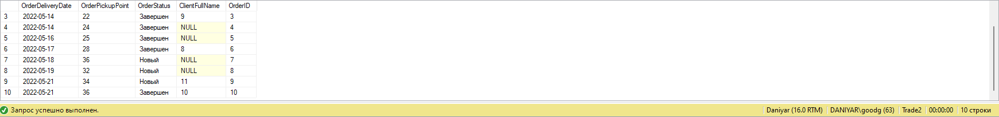 OrderDeliveryDate OrderPickupPoint OrderStatus ClientFullName OrderID
3 2022-05-14 22 Завершен 9 3
4 2022-05-14 24 Завершен NULL 4
5 2022-05-16 25 Завершен NULL 5
6 2022-05-17 28 Завершен 8 6
7 2022-05-18 36 Новый NULL 7
8 2022-05-19 32 Новый NULL 8
9 2022-05-21 34 Новый 11 9
10 2022-05-21 36 Завершен 10 10
Запрос успешно выполнен. Daniyar (16.0 RTM) DANIYAR\goodg (63) Trade2 00:00:00 10 строки